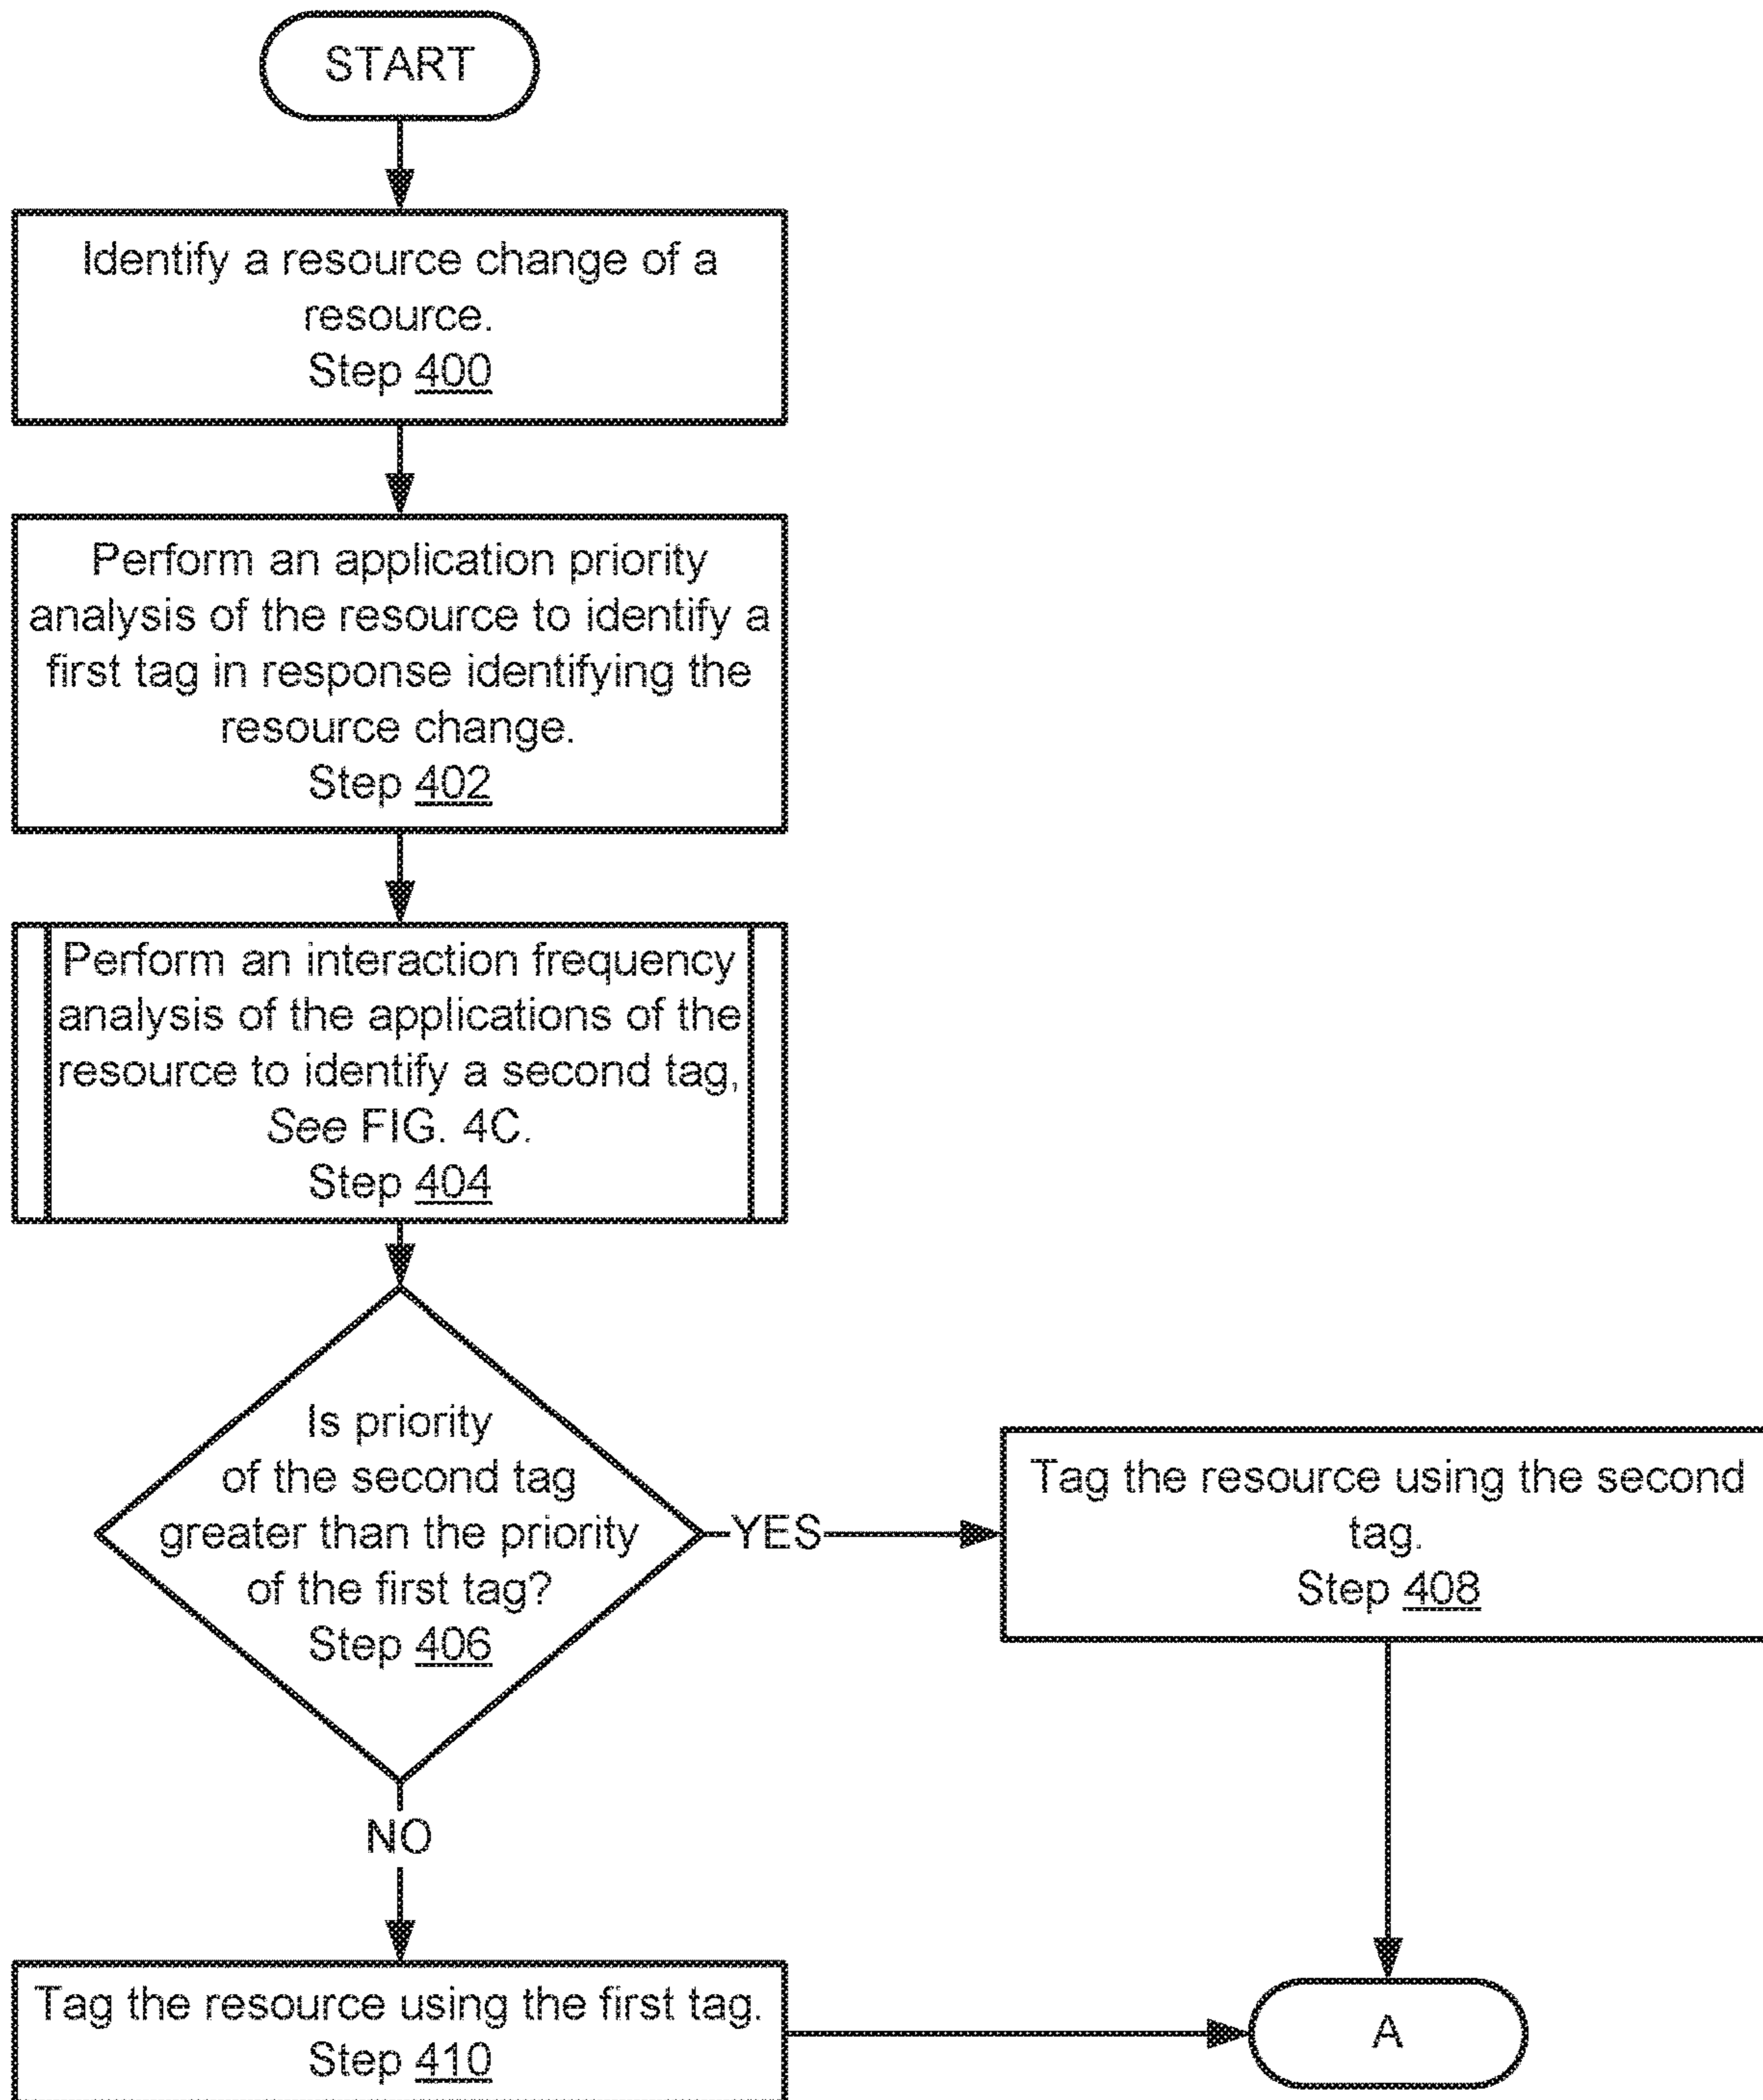 START
Identify a resource change of a
resource.
Step 400
Perform an application priority
analysis of the resource to identify a
first tag in response identifying the
resource change.
Step 402
Perform an interaction frequency
analysis of the applications of the
resource to identify a second tag,
See FIG. 4C.
Step 404
Is priority
of the second tag
greater than the priority
of the first tag?
Step 406
YES
Tag the resource using the second
tag.
Step 408
NO
Tag the resource using the first tag.
Step 410
A